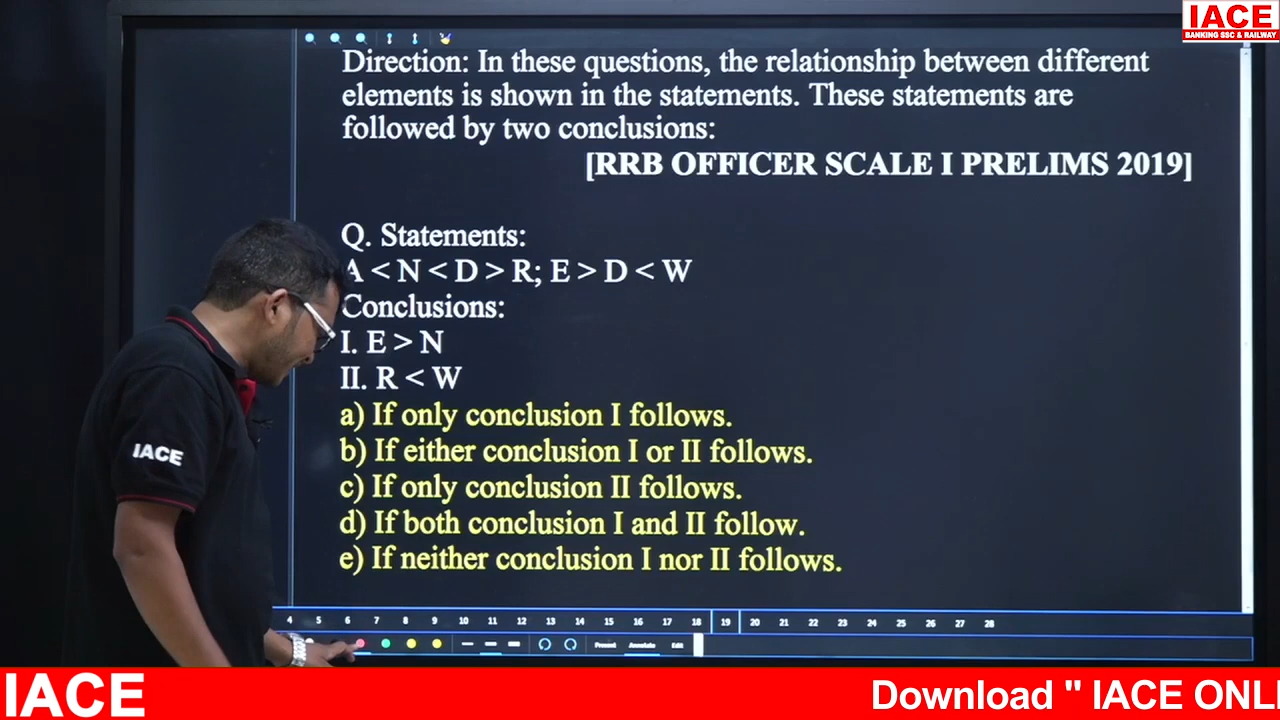 IACE
BANKING SSC & RAILWAY
Direction: In these questions, the relationship between different
elements is shown in the statements. These statements are
followed by two conclusions:
[RRB OFFICER SCALE I PRELIMS 2019]
Q. Statements:
A < N < D > R; E > D < W
Conclusions:
I. E > N
II. R < W
a) If only conclusion I follows.
b) If either conclusion I or II follows.
c) If only conclusion II follows.
d) If both conclusion I and II follow.
e) If neither conclusion I nor II follows.
IACE
4 5 6 7 8 9 10 11 12 13 14 15 16 17 18 19 20 21 22 23 24 25 26 27 28
Present Annotate Edit
IACE
Download " IACE ONLI